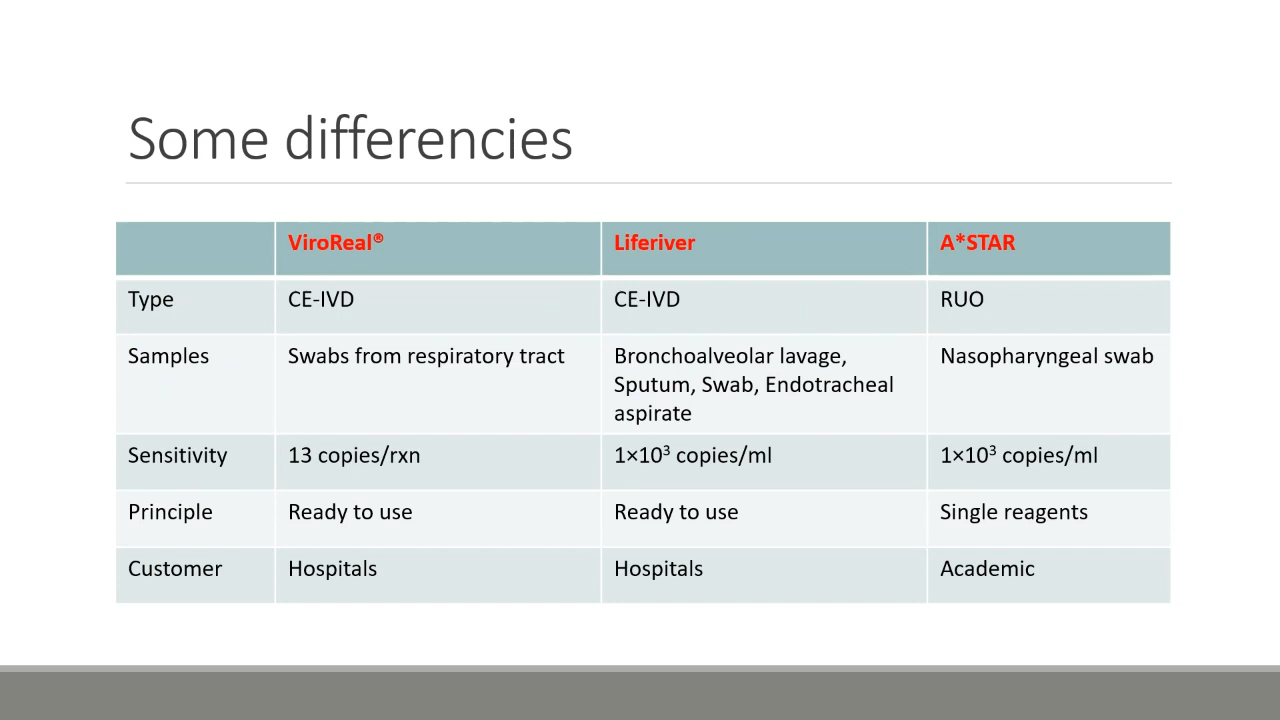 Some differencies
ViroReal® Liferiver A*STAR
Type CE-IVD CE-IVD RUO
Samples Swabs from respiratory tract Bronchoalveolar lavage, Nasopharyngeal swab
Sputum, Swab, Endotracheal
aspirate
Sensitivity 13 copies/rxn 1×10³ copies/ml 1×10³ copies/ml
Principle Ready to use Ready to use Single reagents
Customer Hospitals Hospitals Academic